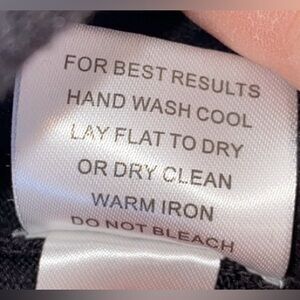 FOR BEST RESULTS
HAND WASH COOL
LAY FLAT TO DRY
OR DRY CLEAN
WARM IRON
DO NOT BLEACH